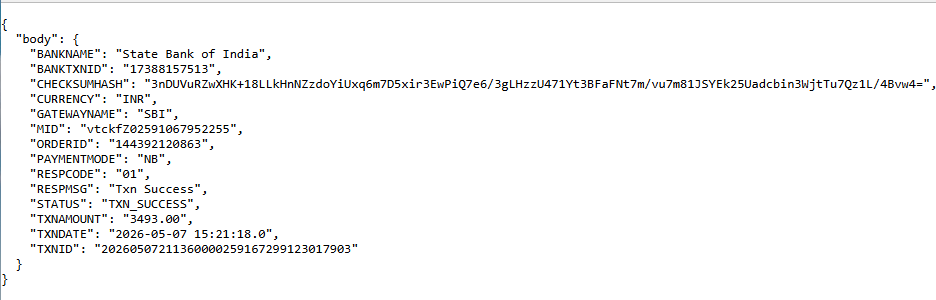 {
  "body": {
    "BANKNAME": "State Bank of India",
    "BANKTXNID": "17388157513",
    "CHECKSUMHASH": "3nDUVuRZwXHK+18LLkHnNZzdoYiUxq6m7D5xir3EwPiQ7e6/3gLHzzU471Yt3BFaFNt7m/vu7m81JSYEk25Uadcbin3WjtTu7Qz1L/4Bvw4=",
    "CURRENCY": "INR",
    "GATEWAYNAME": "SBI",
    "MID": "vtckfZ02591067952255",
    "ORDERID": "144392120863",
    "PAYMENTMODE": "NB",
    "RESPCODE": "01",
    "RESPMSG": "Txn Success",
    "STATUS": "TXN_SUCCESS",
    "TXNAMOUNT": "3493.00",
    "TXNDATE": "2026-05-07 15:21:18.0",
    "TXNID": "20260507211360000259167299123017903"
  }
}